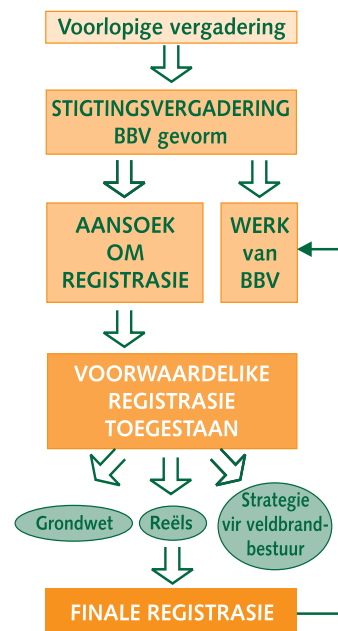 Voorlopige vergadering
STIGTINGSVERGADERING
BBV gevorm
AANSOEK
OM
REGISTRASIE
WERK
van
BBV
VOORWAARDELIKE
REGISTRASIE
TOEGESTAAN
Grondwet
Reëls
Strategie
vir veldbrand-
bestuur
FINALE REGISTRASIE